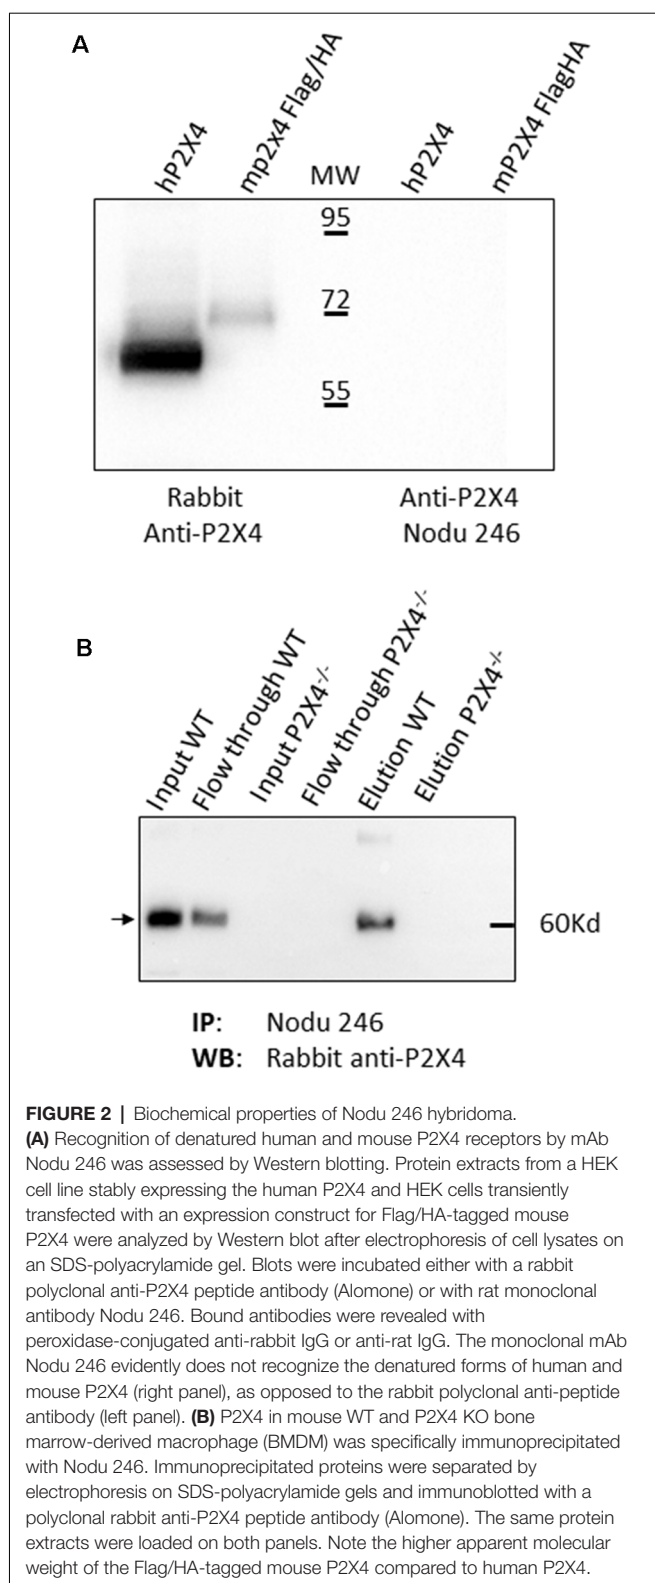 A
hP2X4
mp2x4 Flag/HA
MW
hP2X4
mP2X4 FlagHA
95
72
55
Rabbit
Anti-P2X4
Anti-P2X4
Nodu 246
B
Input WT
Flow through WT
Input P2X4-/-
Flow through P2X4-/-
Elution WT
Elution P2X4-/-
60Kd
IP: Nodu 246
WB: Rabbit anti-P2X4
FIGURE 2 | Biochemical properties of Nodu 246 hybridoma.
(A) Recognition of denatured human and mouse P2X4 receptors by mAb
Nodu 246 was assessed by Western blotting. Protein extracts from a HEK
cell line stably expressing the human P2X4 and HEK cells transiently
transfected with an expression construct for Flag/HA-tagged mouse
P2X4 were analyzed by Western blot after electrophoresis of cell lysates on
an SDS-polyacrylamide gel. Blots were incubated either with a rabbit
polyclonal anti-P2X4 peptide antibody (Alomone) or with rat monoclonal
antibody Nodu 246. Bound antibodies were revealed with
peroxidase-conjugated anti-rabbit IgG or anti-rat IgG. The monoclonal mAb
Nodu 246 evidently does not recognize the denatured forms of human and
mouse P2X4 (right panel), as opposed to the rabbit polyclonal anti-peptide
antibody (left panel). (B) P2X4 in mouse WT and P2X4 KO bone
marrow-derived macrophage (BMDM) was specifically immunoprecipitated
with Nodu 246. Immunoprecipitated proteins were separated by
electrophoresis on SDS-polyacrylamide gels and immunoblotted with a
polyclonal rabbit anti-P2X4 peptide antibody (Alomone). The same protein
extracts were loaded on both panels. Note the higher apparent molecular
weight of the Flag/HA-tagged mouse P2X4 compared to human P2X4.